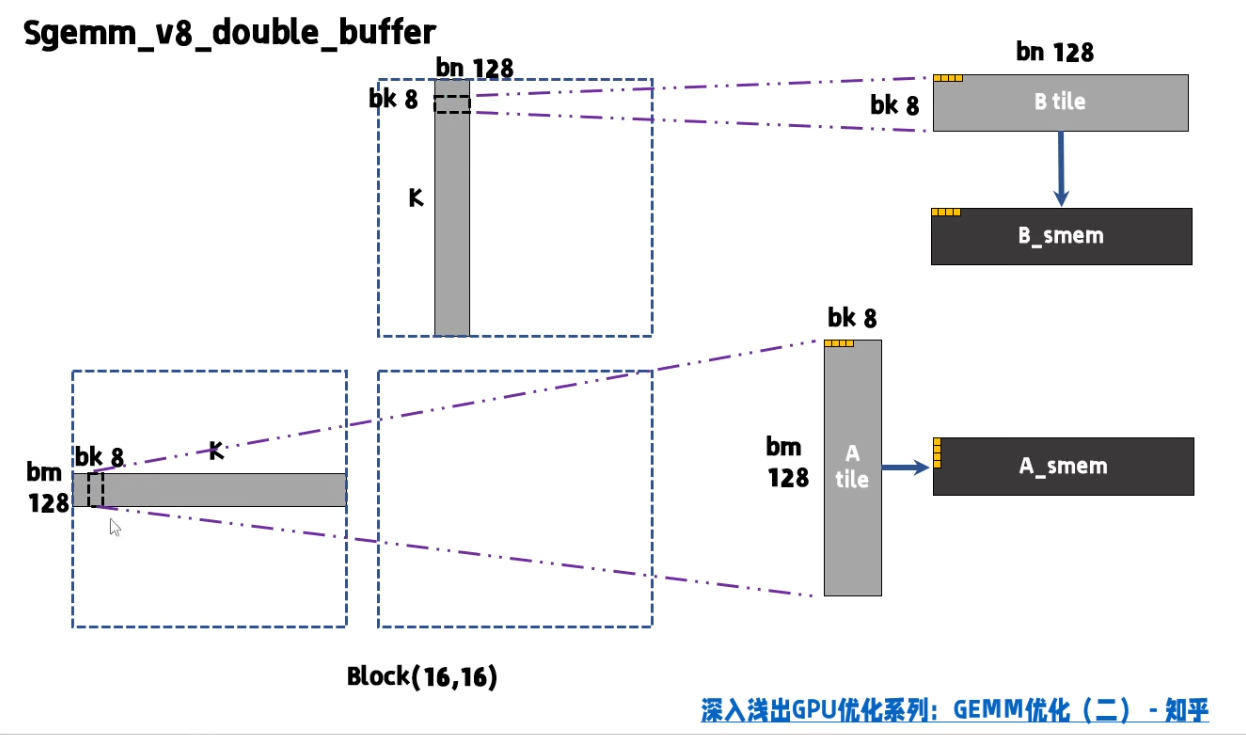 Sgemm_v8_double_buffer
bn 128
bk 8
K
bn 128
bk 8
B tile
B_smem
bk 8
bm
128
A
tile
A_smem
bk 8
K
bm
128
Block(16,16)
深入浅出GPU优化系列：GEMM优化（二） - 知乎